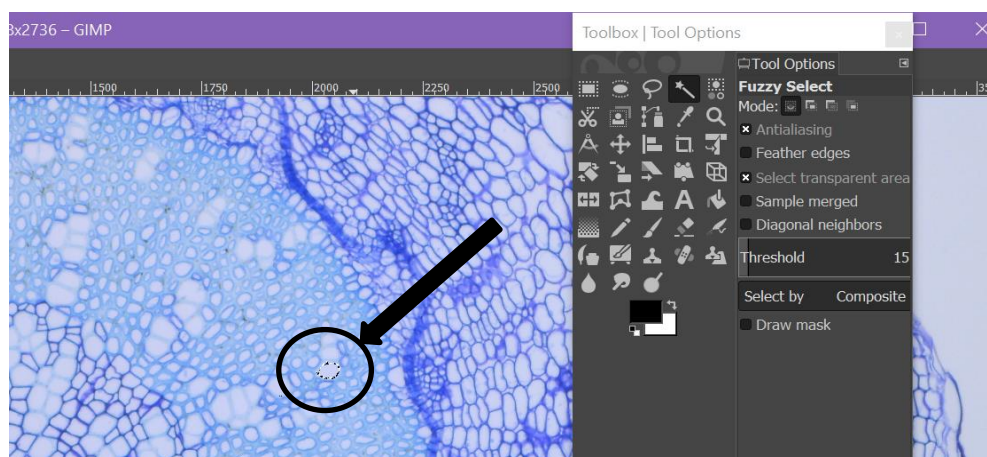 3x2736 – GIMP
Toolbox | Tool Options
Tool Options
Fuzzy Select
Mode:
Antialiasing
Feather edges
Select transparent area
Sample merged
Diagonal neighbors
Threshold 15
Select by Composite
Draw mask
1500 1750 2000 2250 2500